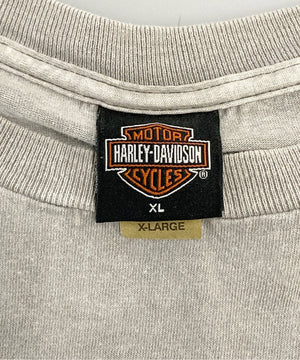 MOTOR
HARLEY-DAVIDSON
CYCLES
®
XL
X-LARGE